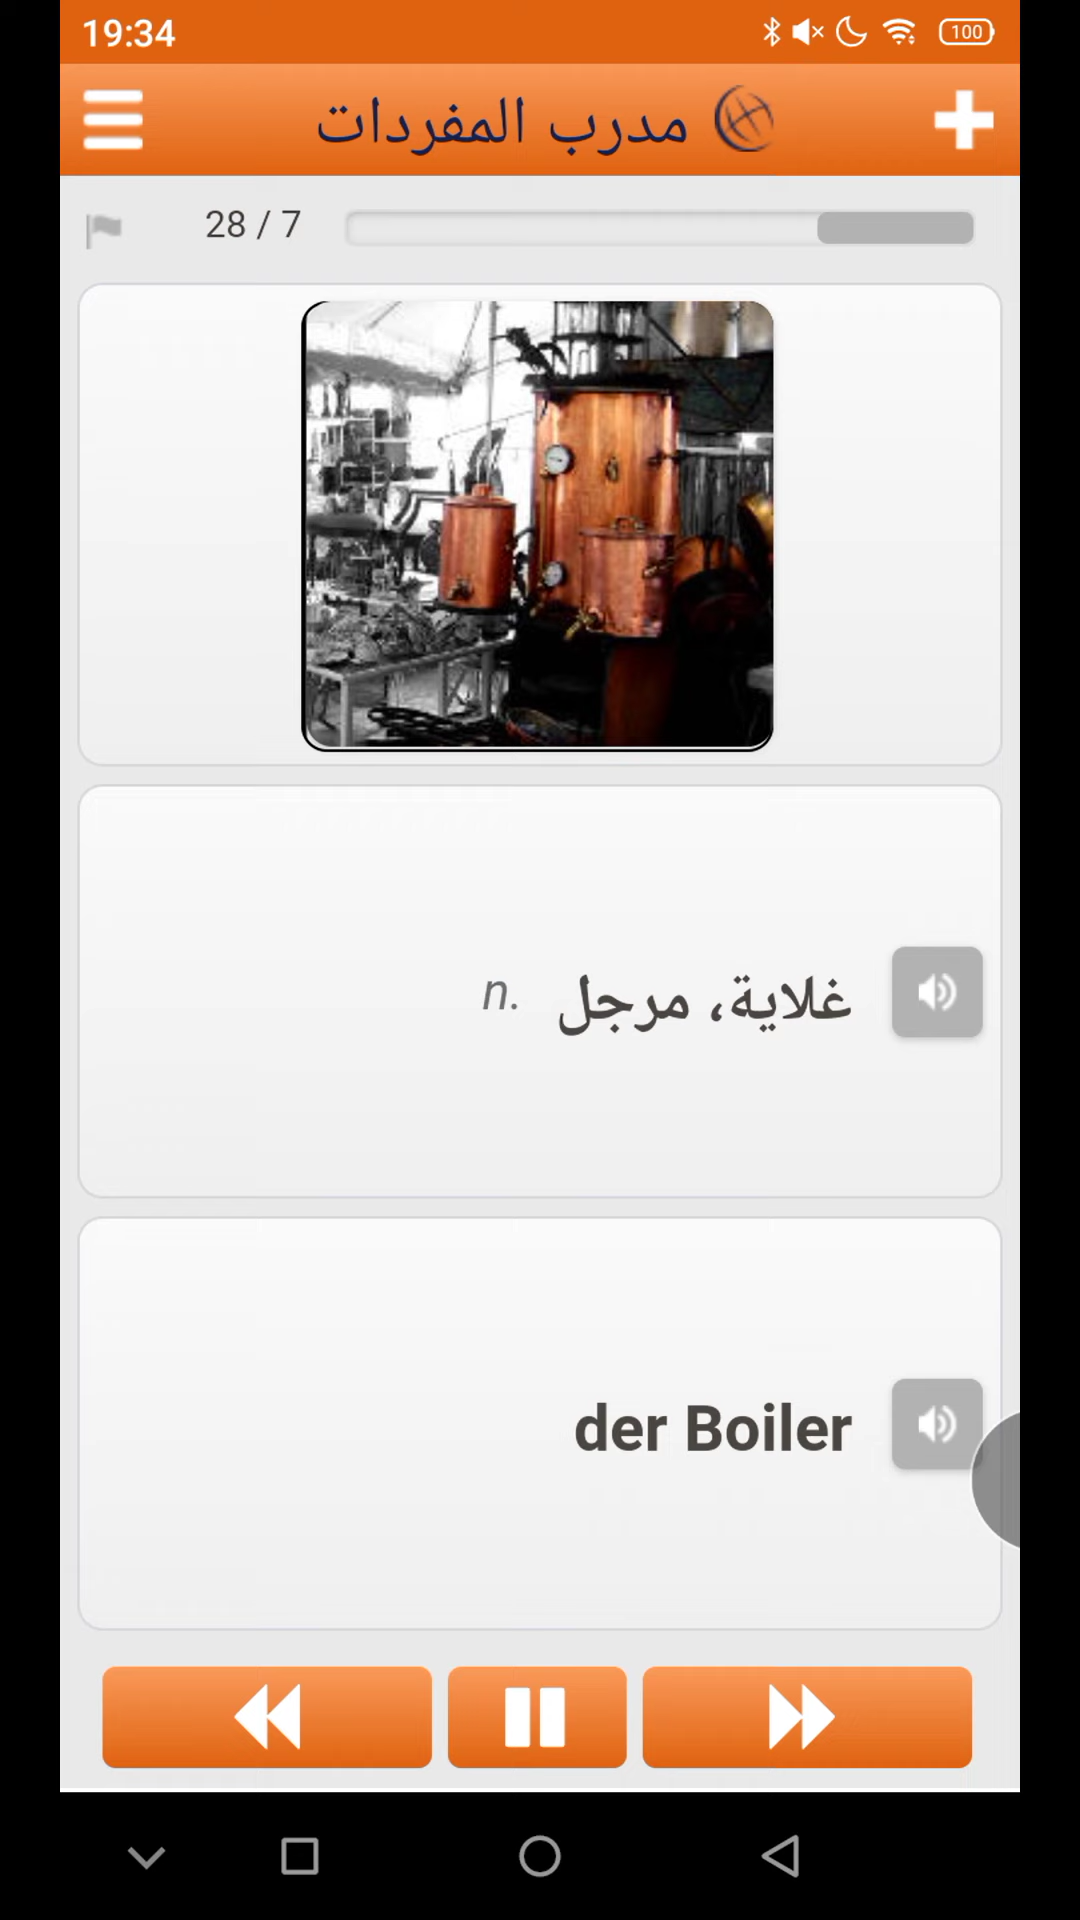 19:34
100
مدرب المفردات
28 / 7
غلاية، مرجل n.
der Boiler